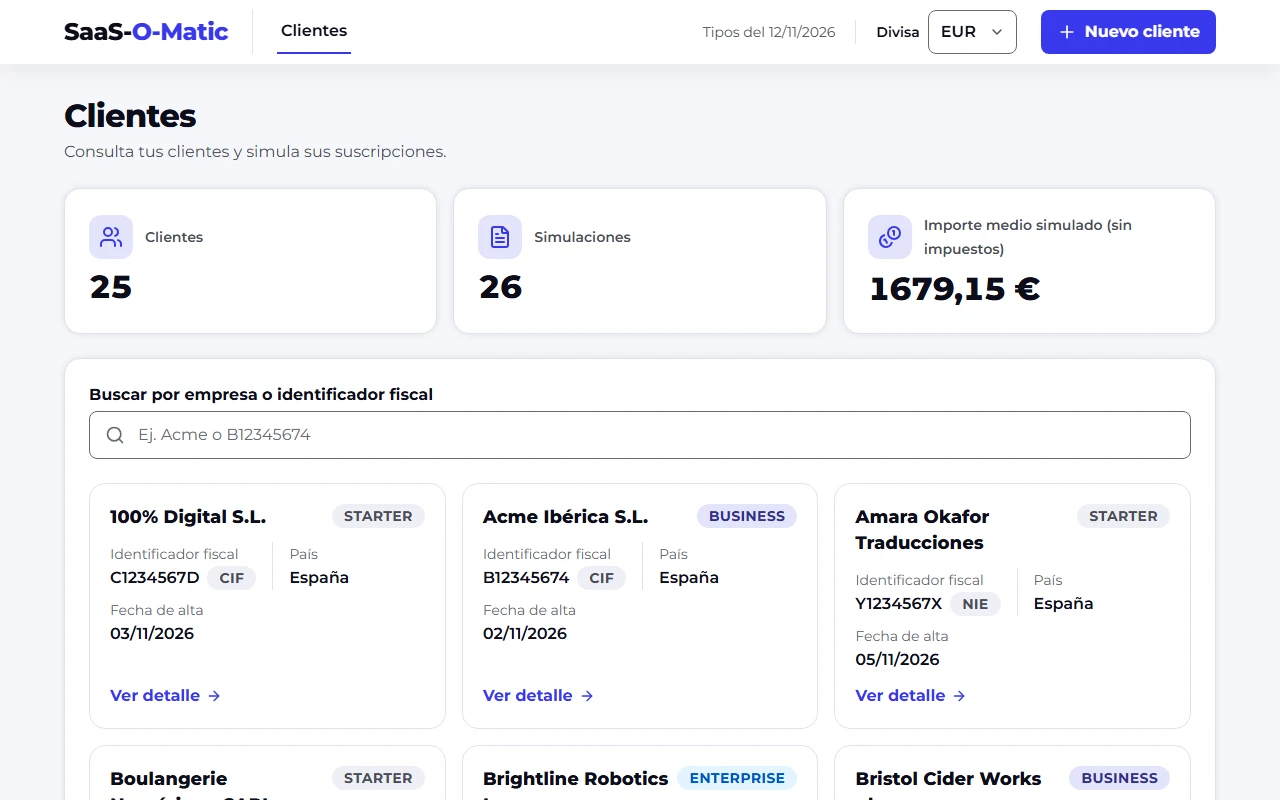 SaaS-O-Matic
Clientes
Tipos del 12/11/2026
Divisa
EUR
Nuevo cliente
Clientes
Consulta tus clientes y simula sus suscripciones.
Clientes
25
Simulaciones
26
Importe medio simulado (sin
impuestos)
1679,15 €
Buscar por empresa o identificador fiscal
Ej. Acme o B12345674
100% Digital S.L.
STARTER
Identificador fiscal
País
C1234567D CIF
España
Fecha de alta
03/11/2026
Ver detalle →
Acme Ibérica S.L.
BUSINESS
Identificador fiscal
País
B12345674 CIF
España
Fecha de alta
02/11/2026
Ver detalle →
Amara Okafor
Traducciones
STARTER
Identificador fiscal
País
Y1234567X NIE
España
Fecha de alta
05/11/2026
Ver detalle →
Boulangerie
STARTER
Brightline Robotics
ENTERPRISE
Bristol Cider Works
BUSINESS